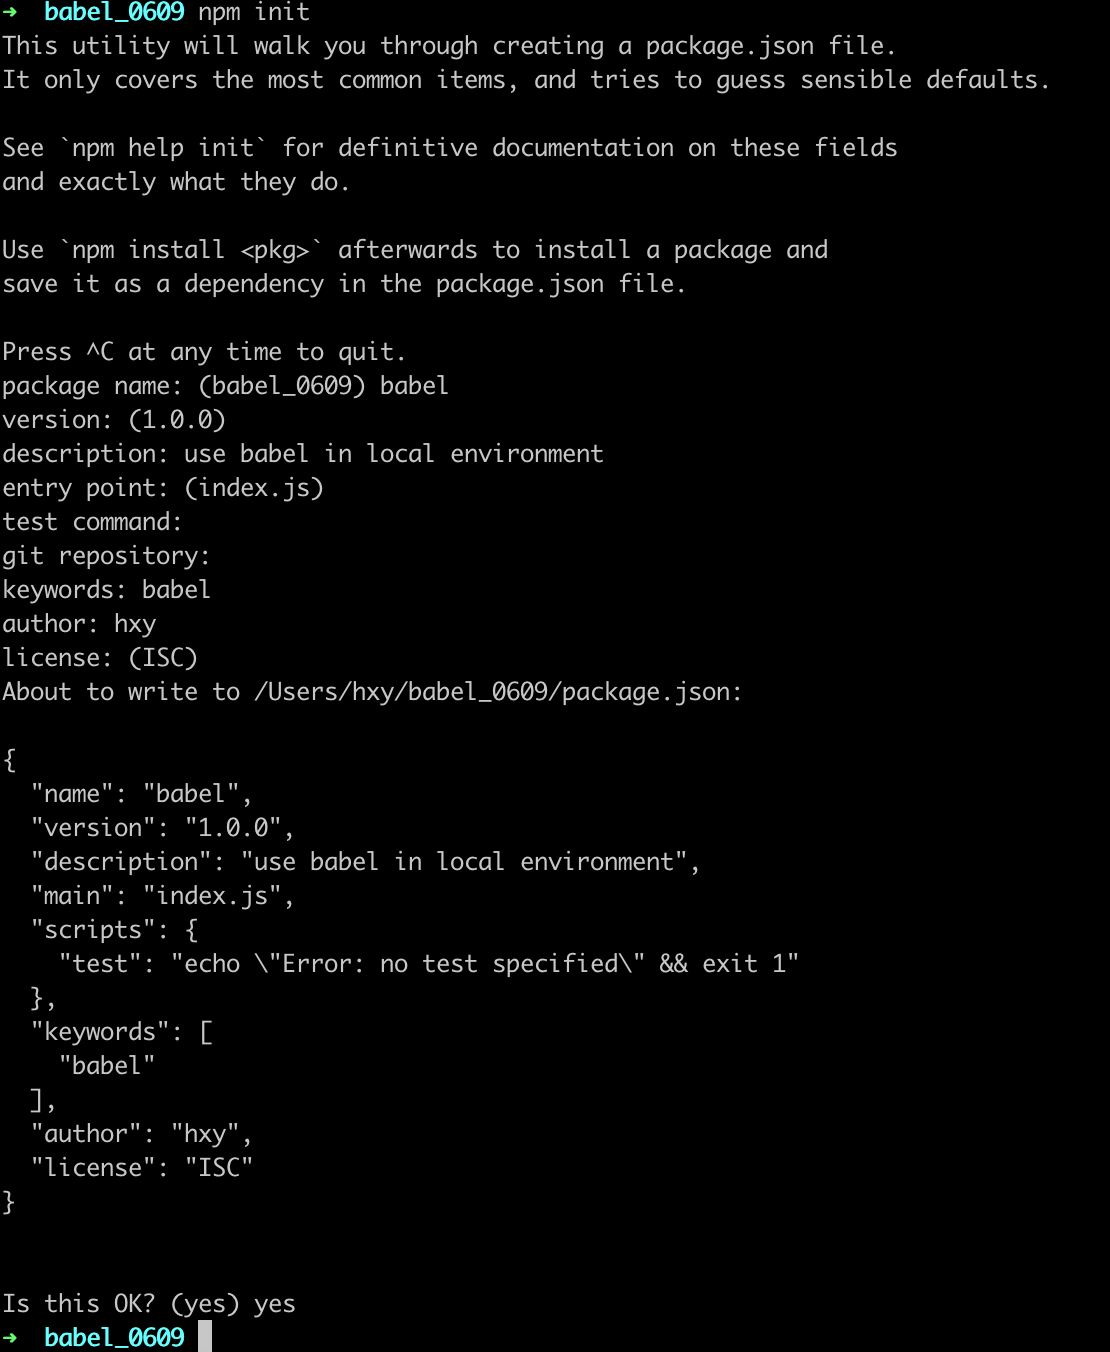 ➜  babel_0609 npm init
This utility will walk you through creating a package.json file.
It only covers the most common items, and tries to guess sensible defaults.

See `npm help init` for definitive documentation on these fields
and exactly what they do.

Use `npm install <pkg>` afterwards to install a package and
save it as a dependency in the package.json file.

Press ^C at any time to quit.
package name: (babel_0609) babel
version: (1.0.0)
description: use babel in local environment
entry point: (index.js)
test command:
git repository:
keywords: babel
author: hxy
license: (ISC)
About to write to /Users/hxy/babel_0609/package.json:

{
  "name": "babel",
  "version": "1.0.0",
  "description": "use babel in local environment",
  "main": "index.js",
  "scripts": {
    "test": "echo \"Error: no test specified\" && exit 1"
  },
  "keywords": [
    "babel"
  ],
  "author": "hxy",
  "license": "ISC"
}


Is this OK? (yes) yes
➜  babel_0609